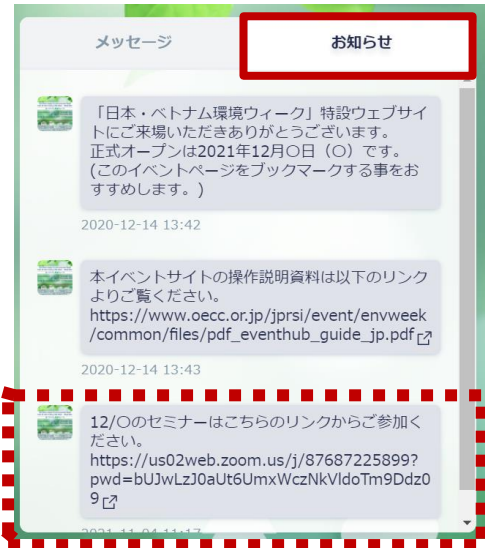 メッセージ
お知らせ
「日本・ベトナム環境ウィーク」特設ウェブサイ
トにご来場いただきありがとうございます。
正式オープンは2021年12月〇日（〇）です。
(このイベントページをブックマークする事をお
すすめします。)
2020-12-14 13:42
本イベントサイトの操作説明資料は以下のリンク
よりご覧ください。
https://www.oecc.or.jp/jprsi/event/envweek
/common/files/pdf_eventhub_guide_jp.pdf
2020-12-14 13:43
12/〇のセミナーはこちらのリンクからご参加く
ださい。
https://us02web.zoom.us/j/87687225899?
pwd=bUJwLzJ0aUt6UmxWczNkVldoTm9Ddz0
9